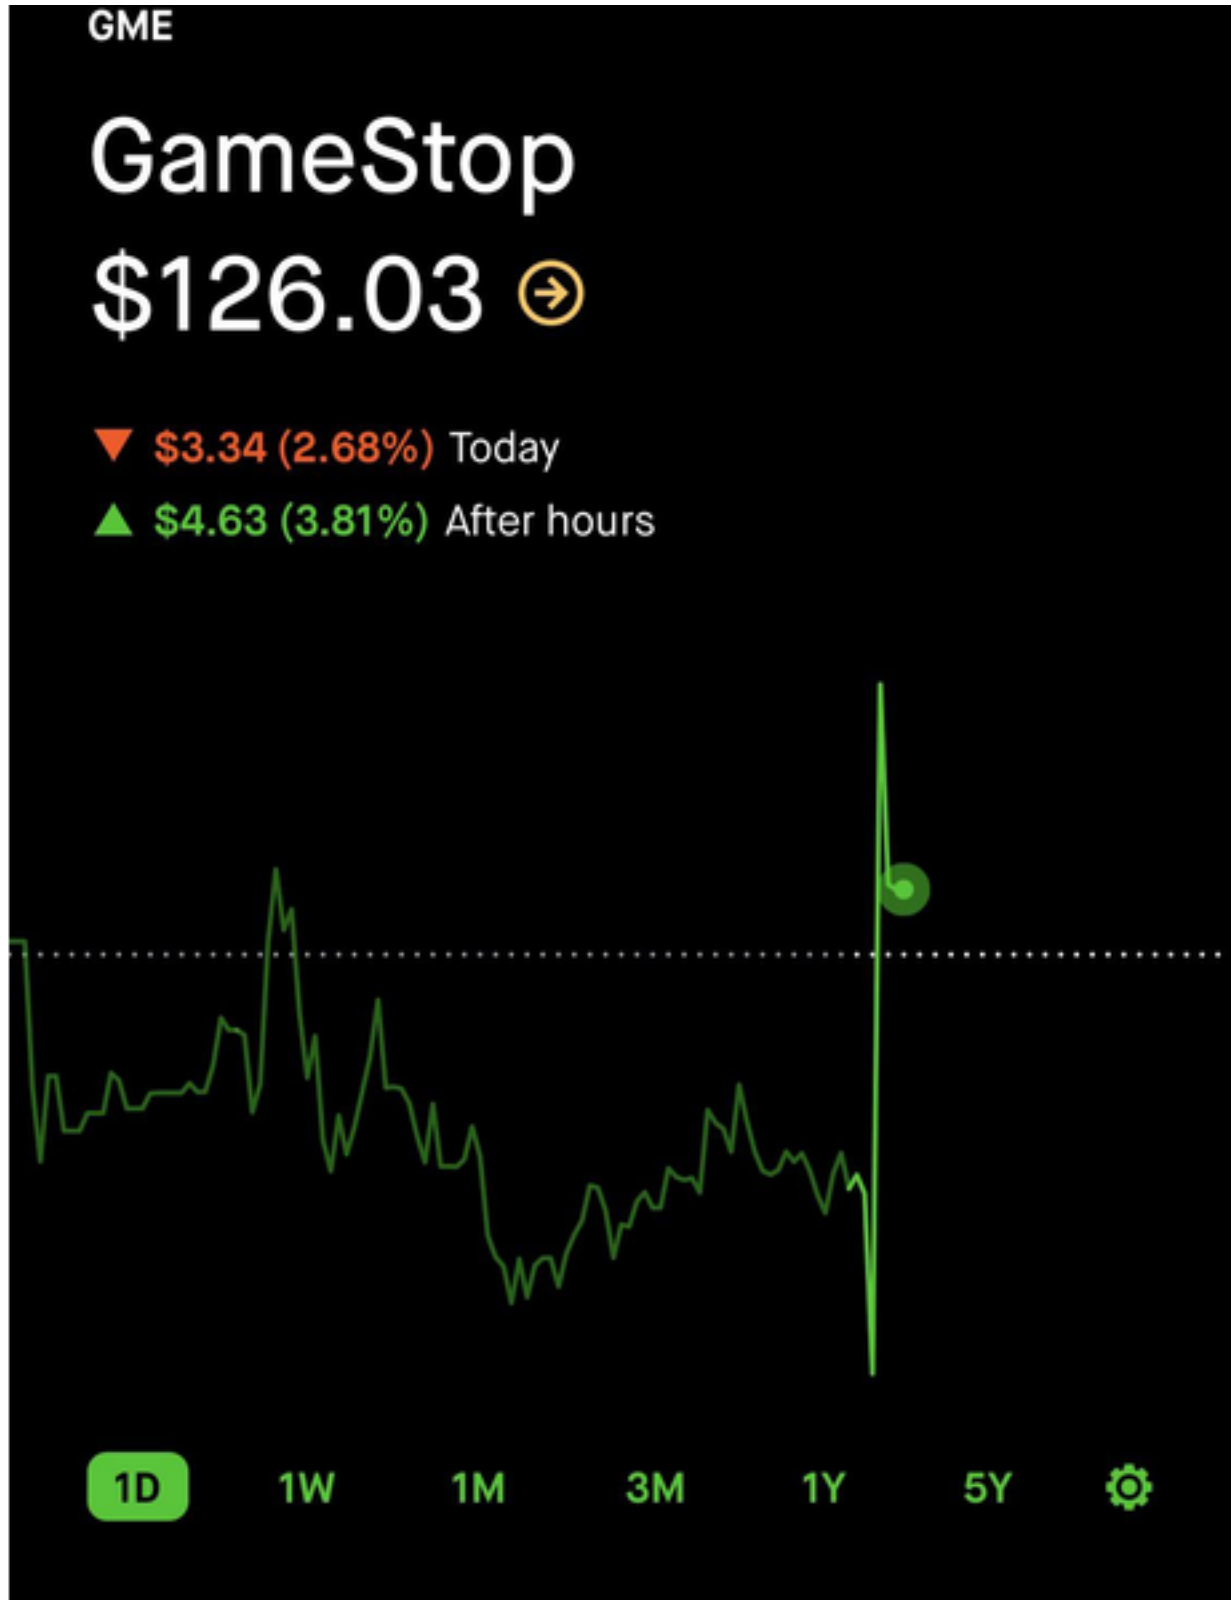 GME
GameStop
$126.03
▼ $3.34 (2.68%) Today
▲ $4.63 (3.81%) After hours
1D 1W 1M 3M 1Y 5Y